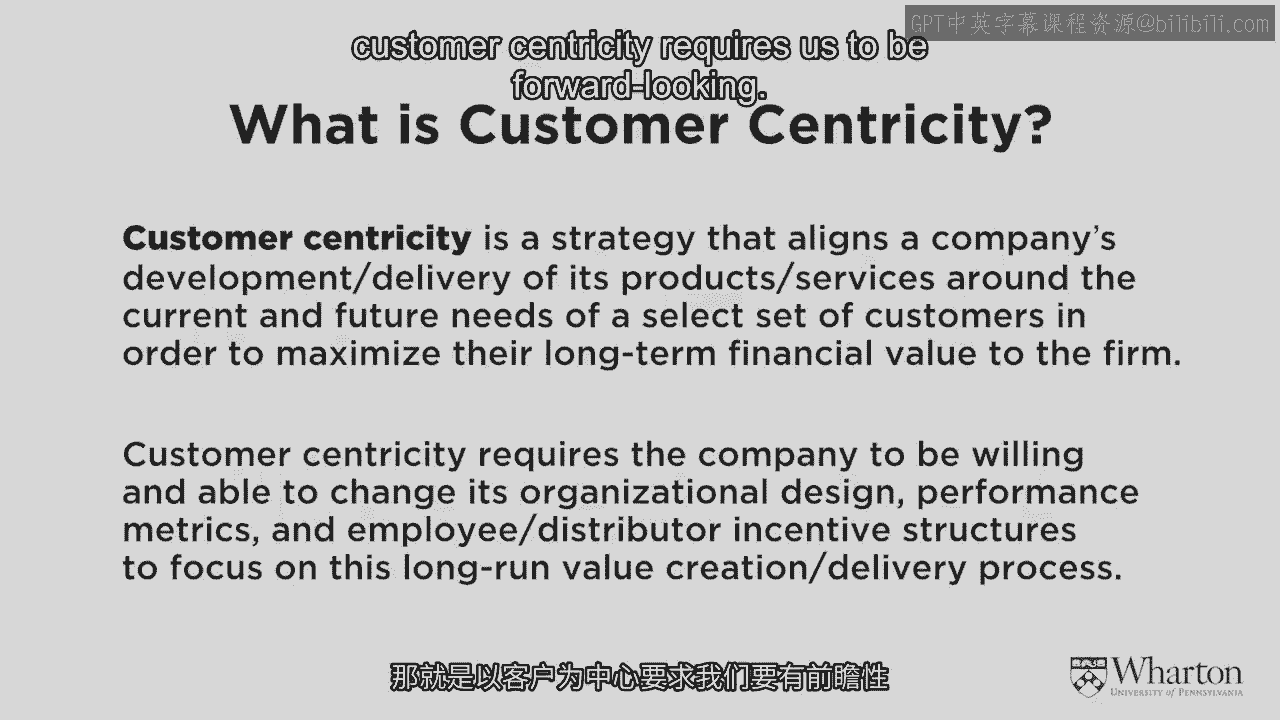 GPT中英字幕课程资源@bilibili.com
customer centricity requires us to be
forward-looking.
What is Customer Centricity?
Customer centricity is a strategy that aligns a company's
development/delivery of its products/services around the
current and future needs of a select set of customers in
order to maximize their long-term financial value to the firm.
Customer centricity requires the company to be willing
and able to change its organizational design, performance
metrics, and employee/distributor incentive structures
to focus on this long-run value creation/delivery process.
那就是以客户为中心要求我们要有前瞻性
Wharton
UNIVERSITY of PENNSYLVANIA